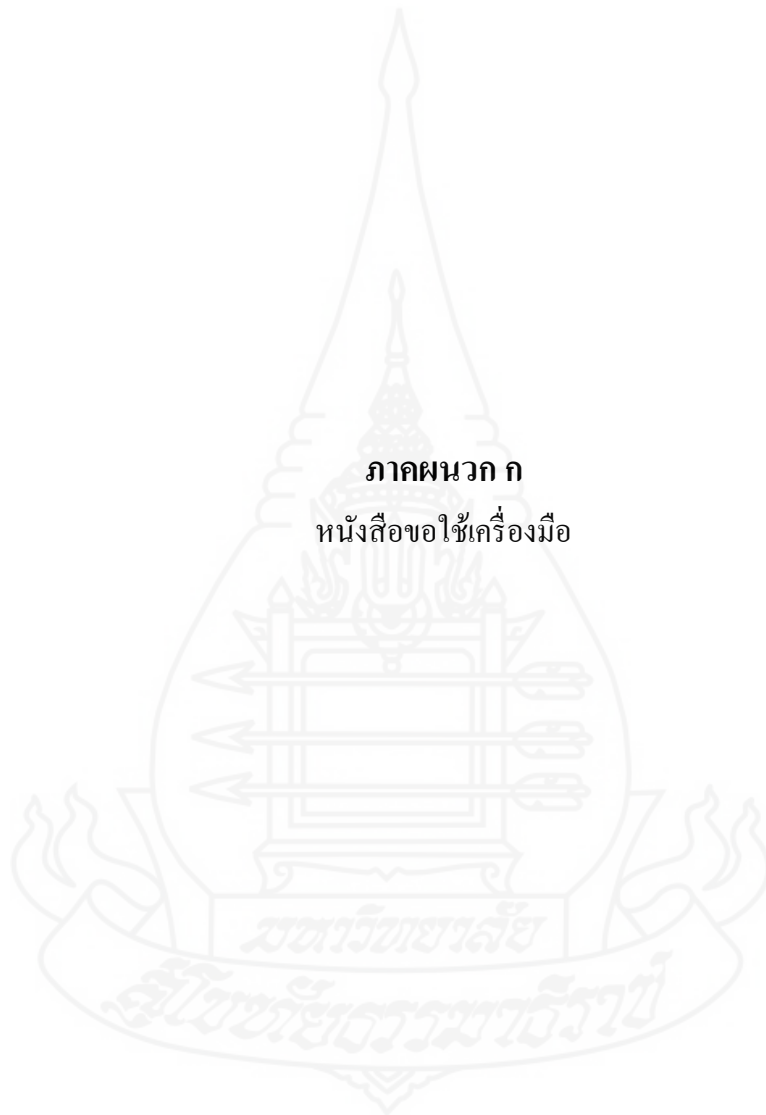 ภาคผนวก ก
หนังสือขอใช้เครื่องมือ
มหาวิทยาลัย
สุโขทัยธรรมาธิราช